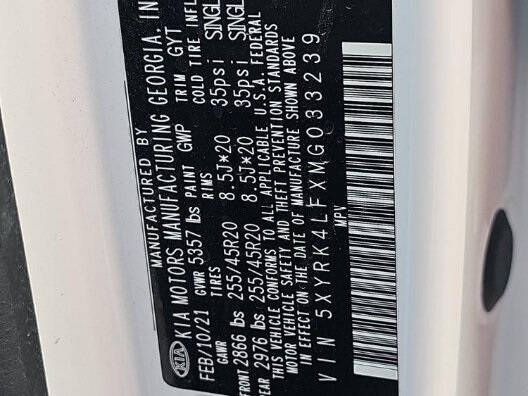 MANUFACTURED BY
KIA KIA MOTORS MANUFACTURING GEORGIA, IN
FEB/10/21 PAINT GWP TRIM GYT
GVWR 5357 lbs COLD TIRE INFL
GAWR TIRES RIMS
FRONT 2866 lbs 255/45R20 8.5J*20 35psi SINGL
REAR 2976 lbs 255/45R20 8.5J*20 35psi SINGL
THIS VEHICLE CONFORMS TO ALL APPLICABLE U.S.A. FEDERAL
MOTOR VEHICLE SAFETY AND THEFT PREVENTION STANDARDS
IN EFFECT ON THE DATE OF MANUFACTURE SHOWN ABOVE
VIN 5XYRK4LFXMG033239
MPV